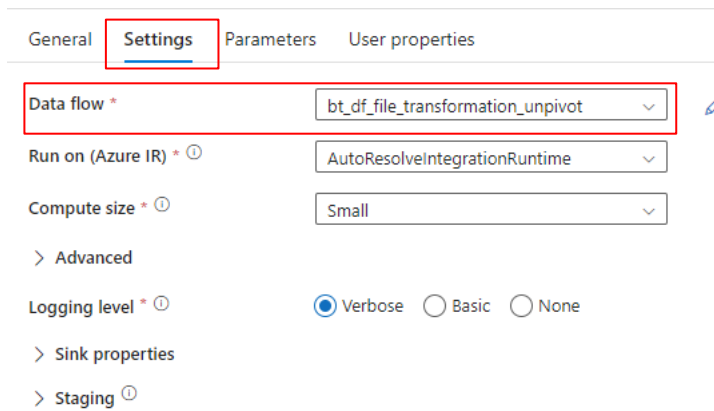 General Settings Parameters User properties
Data flow * bt_df_file_transformation_unpivot
Run on (Azure IR) * AutoResolveIntegrationRuntime
Compute size * Small
Advanced
Logging level * Verbose Basic None
Sink properties
Staging